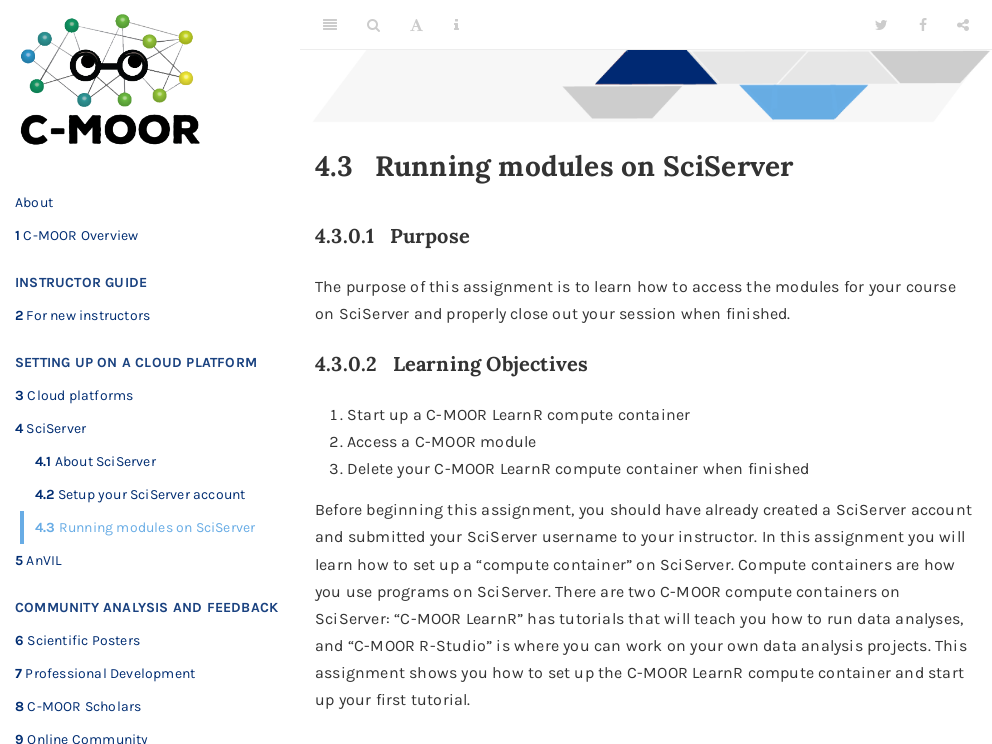 C-MOOR
About
1 C-MOOR Overview
INSTRUCTOR GUIDE
2 For new instructors
SETTING UP ON A CLOUD PLATFORM
3 Cloud platforms
4 SciServer
4.1 About SciServer
4.2 Setup your SciServer account
4.3 Running modules on SciServer
5 AnVIL
COMMUNITY ANALYSIS AND FEEDBACK
6 Scientific Posters
7 Professional Development
8 C-MOOR Scholars
9 Online Community
A
i
4.3 Running modules on SciServer
4.3.0.1 Purpose
The purpose of this assignment is to learn how to access the modules for your course
on SciServer and properly close out your session when finished.
4.3.0.2 Learning Objectives
1. Start up a C-MOOR LearnR compute container
2. Access a C-MOOR module
3. Delete your C-MOOR LearnR compute container when finished
Before beginning this assignment, you should have already created a SciServer account
and submitted your SciServer username to your instructor. In this assignment you will
learn how to set up a “compute container” on SciServer. Compute containers are how
you use programs on SciServer. There are two C-MOOR compute containers on
SciServer: “C-MOOR LearnR” has tutorials that will teach you how to run data analyses,
and “C-MOOR R-Studio” is where you can work on your own data analysis projects. This
assignment shows you how to set up the C-MOOR LearnR compute container and start
up your first tutorial.